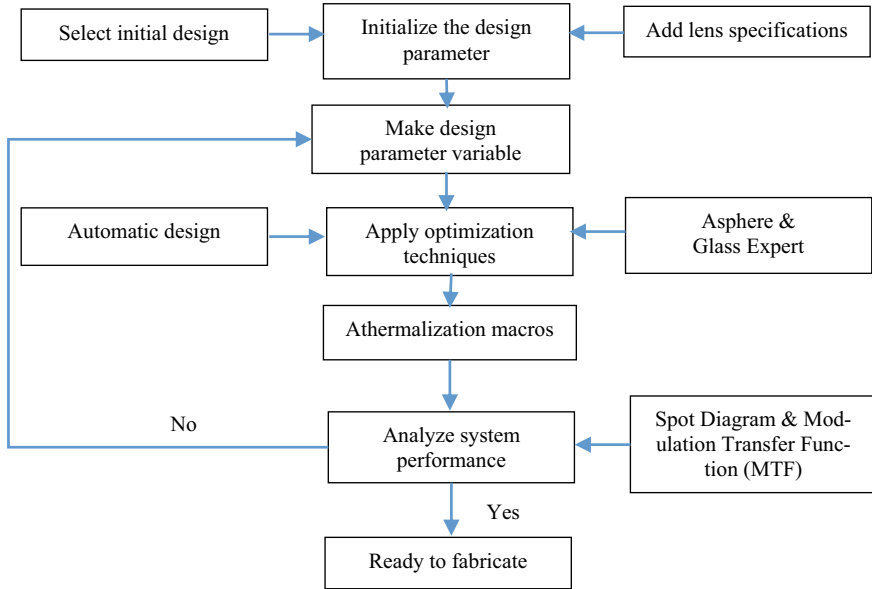 Select initial design
Initialize the design
parameter
Add lens specifications
Make design
parameter variable
Automatic design
Apply optimization
techniques
Asphere &
Glass Expert
Athermalization macros
No
Analyze system
performance
Spot Diagram & Mod-
ulation Transfer Func-
tion (MTF)
Yes
Ready to fabricate